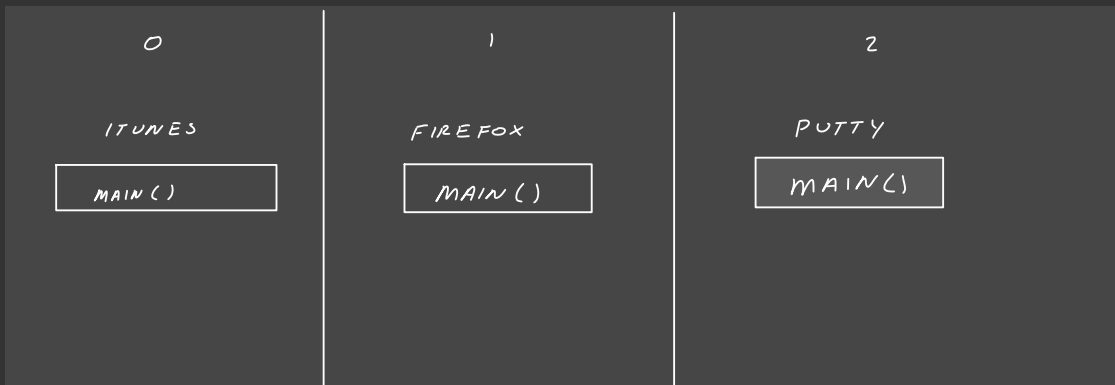 0
ITUNES
MAIN()
1
FIREFOX
MAIN()
2
PUTTY
MAIN()